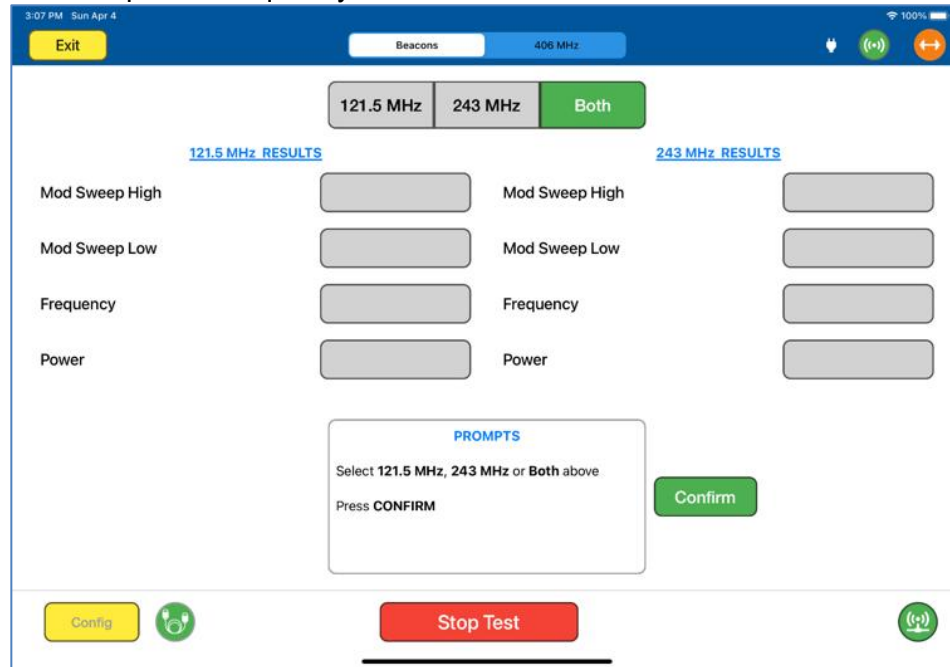 3:07 PM Sun Apr 4
100%
Exit
Beacons
406 MHz
121.5 MHz
243 MHz
Both
121.5 MHz RESULTS
243 MHz RESULTS
Mod Sweep High
Mod Sweep High
Mod Sweep Low
Mod Sweep Low
Frequency
Frequency
Power
Power
PROMPTS
Select 121.5 MHz, 243 MHz or Both above
Press CONFIRM
Confirm
Config
Stop Test